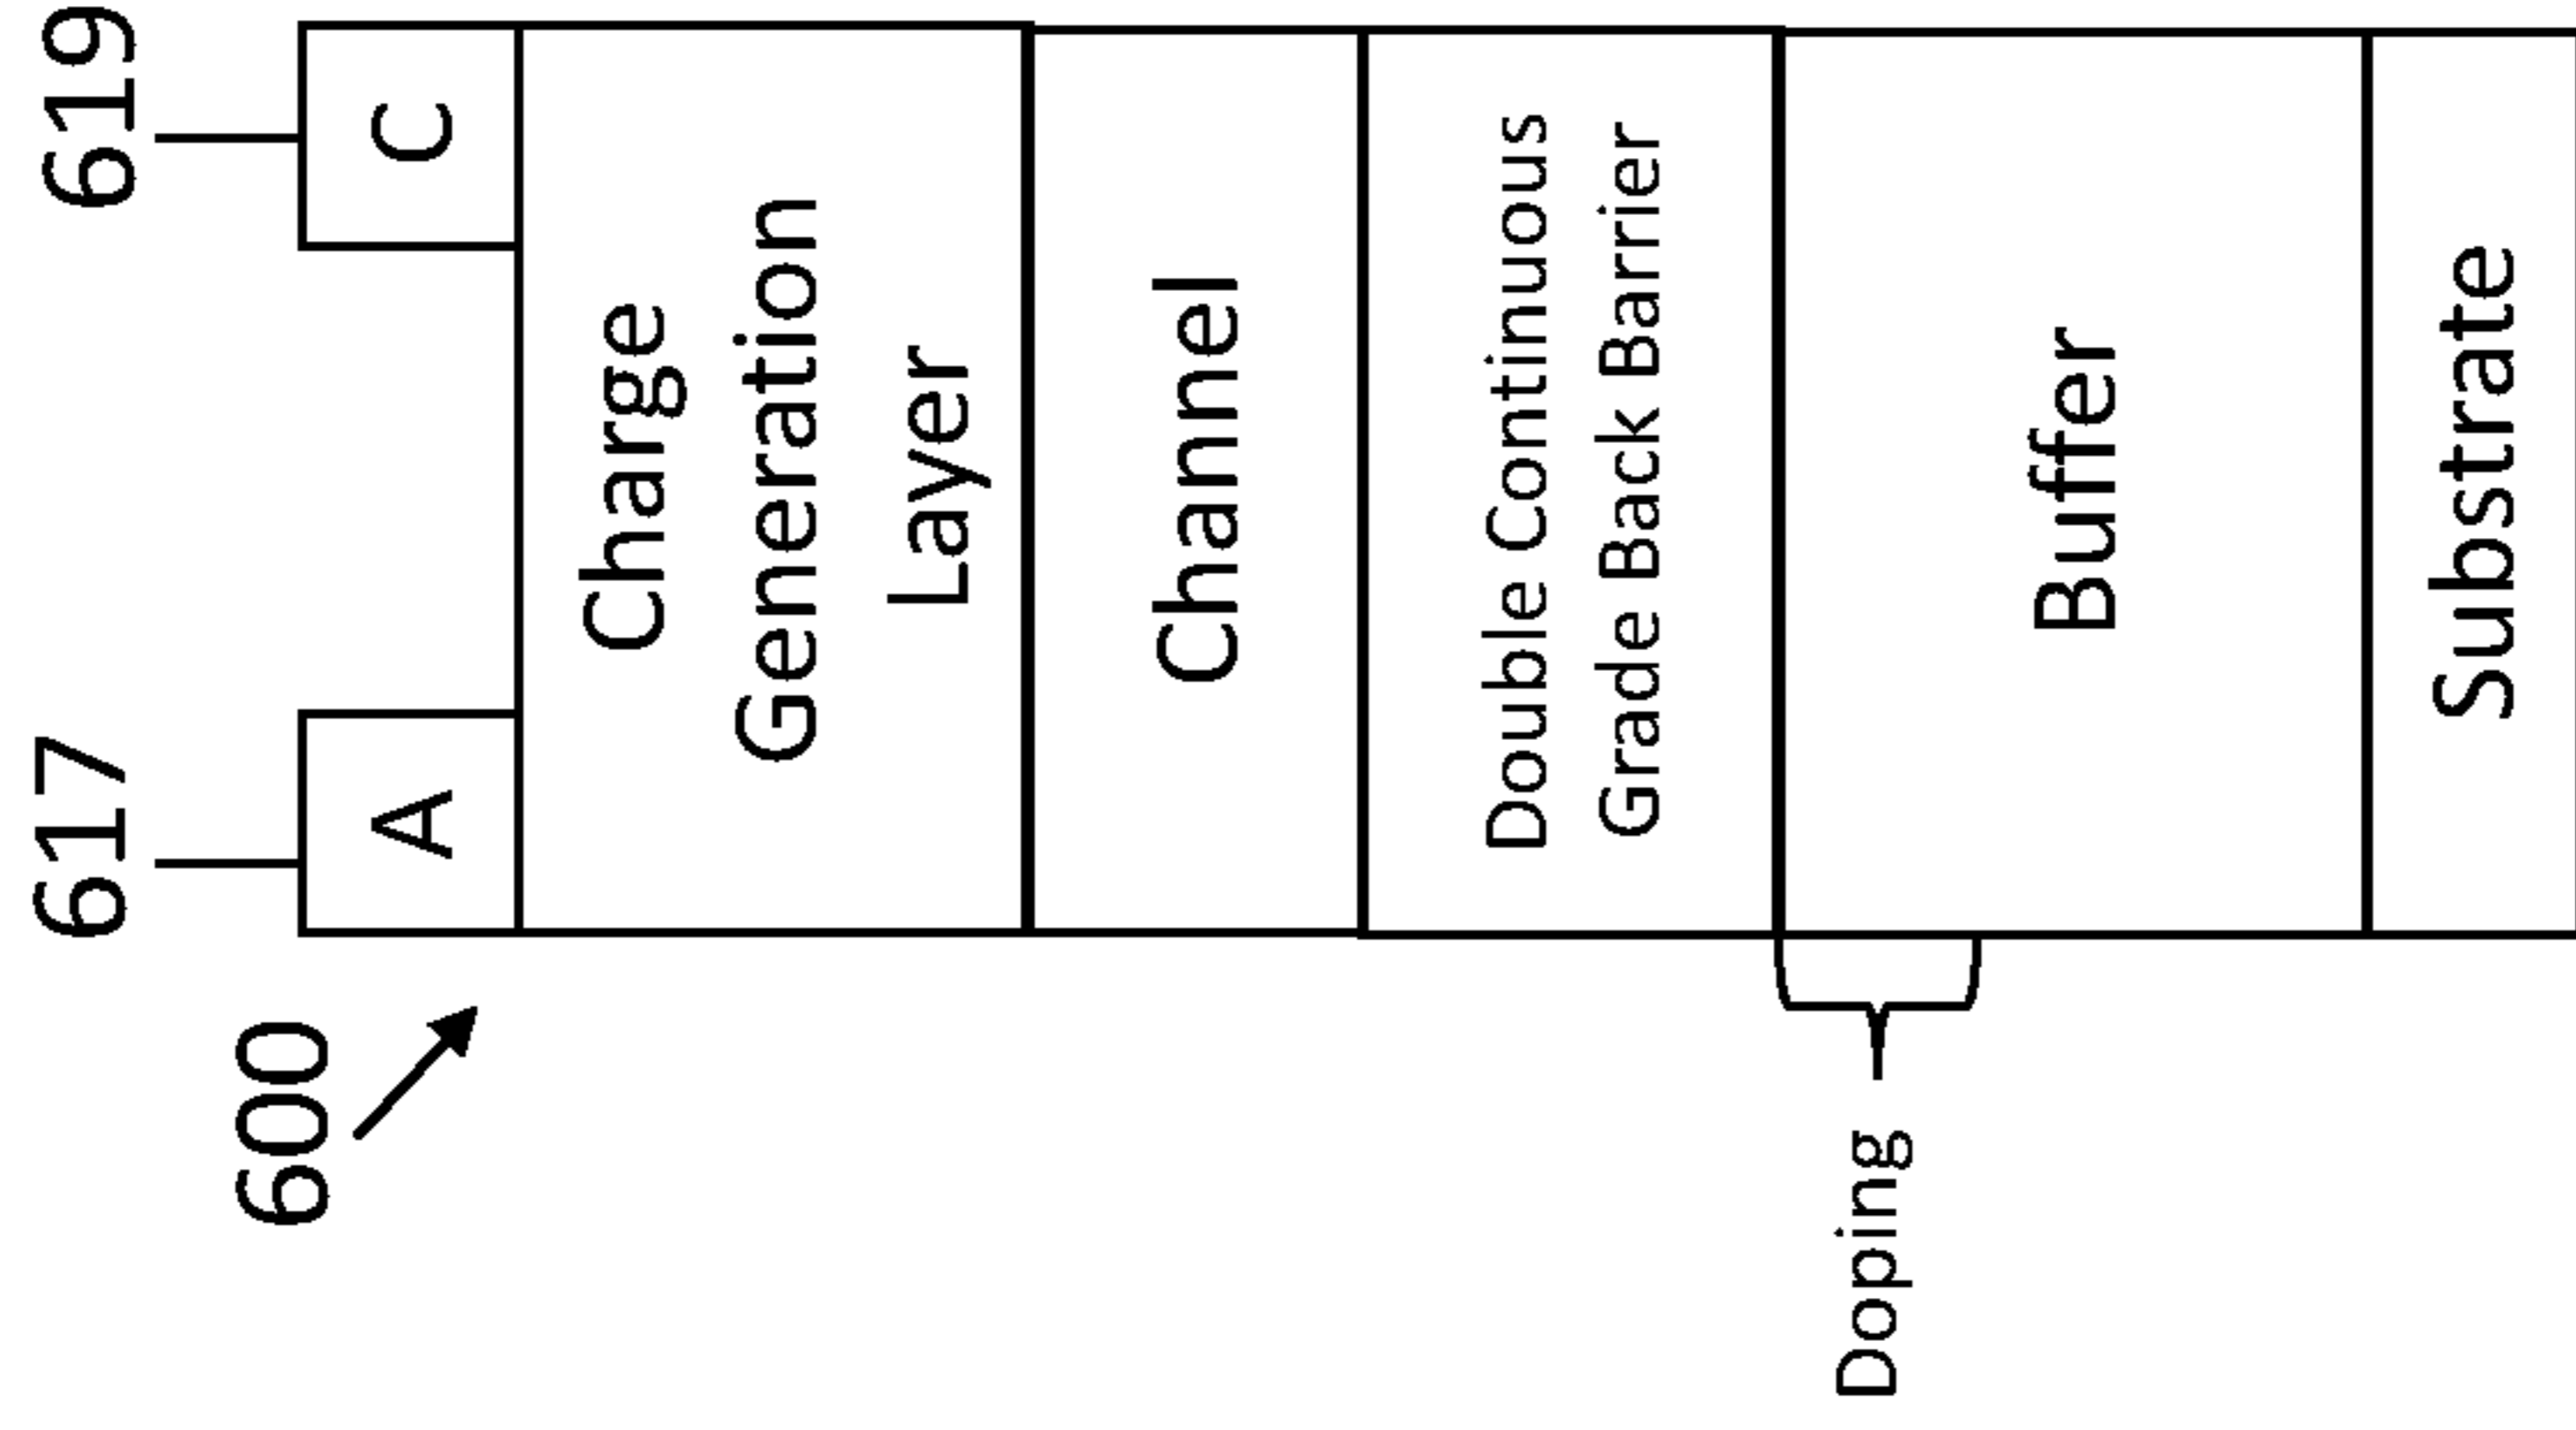 600
617
619
A
C
Charge
Generation
Layer
Channel
Double Continuous
Grade Back Barrier
Doping
Buffer
Substrate